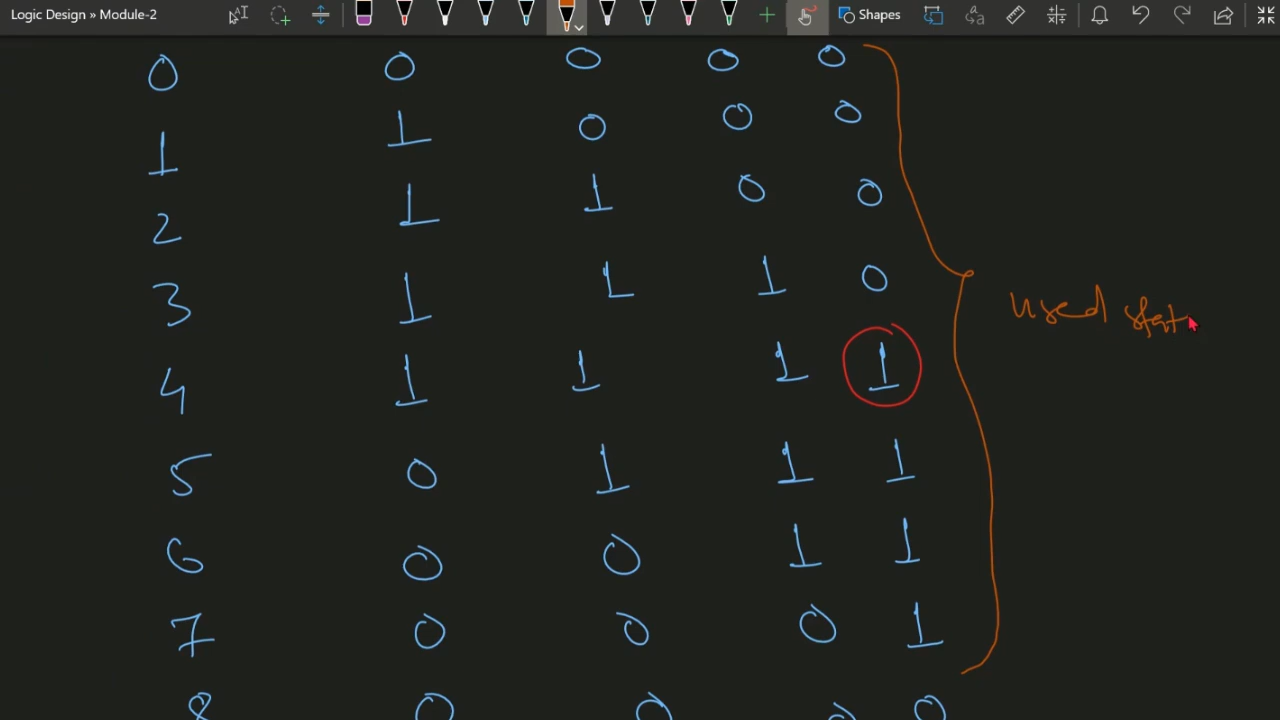 Logic Design » Module-2
Shapes
0 0 0 0 0
1 1 0 0 0
2 1 1 0 0
3 1 1 1 0
used stat
4 1 1 1 1
5 0 1 1 1
6 0 0 1 1
7 0 0 0 1
8 0 0 0 0